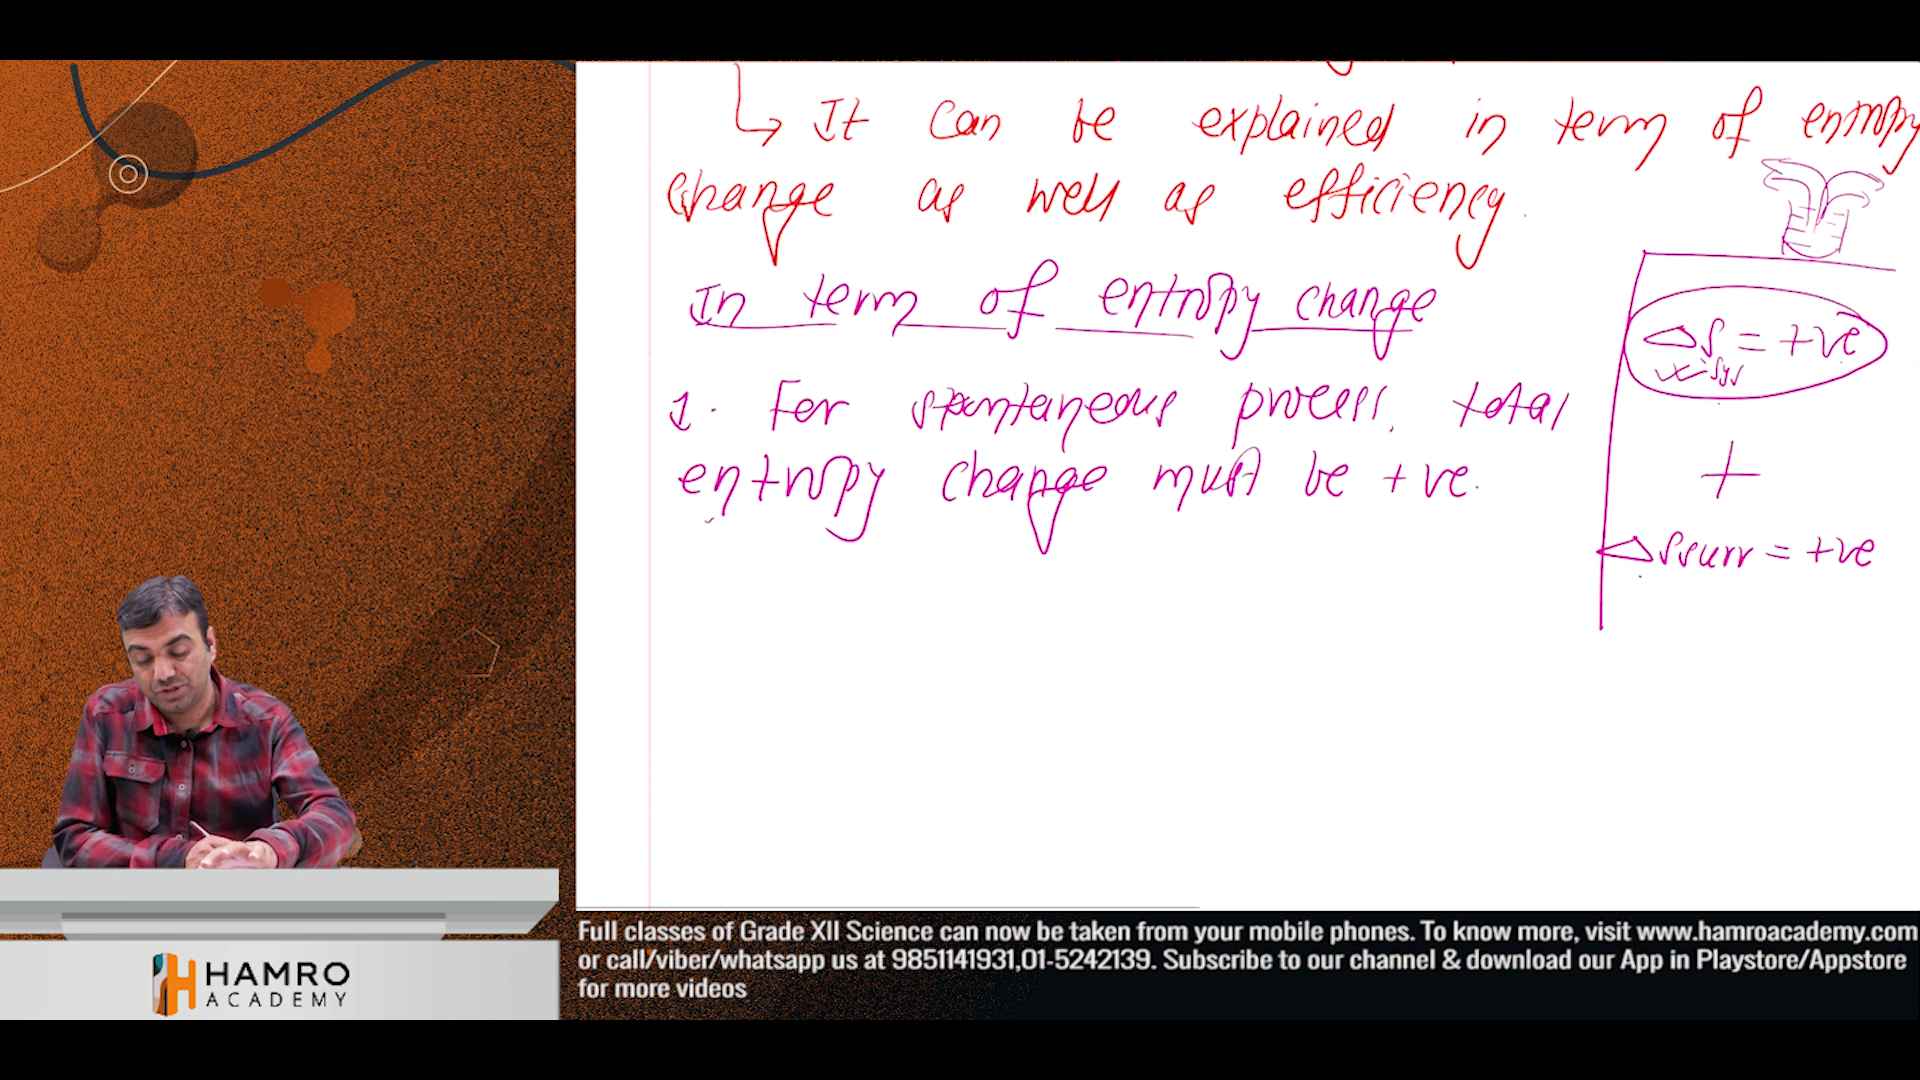 It can be explained in term of entropy
change as well as efficiency.
In term of entropy change
1. For spontaneous process, total
entropy change must be +ve.
ΔS sys = +ve
+
ΔSsurr = +ve
Full classes of Grade XII Science can now be taken from your mobile phones. To know more, visit www.hamroacademy.com
or call/viber/whatsapp us at 9851141931,01-5242139. Subscribe to our channel & download our App in Playstore/Appstore
for more videos
HAMRO
ACADEMY